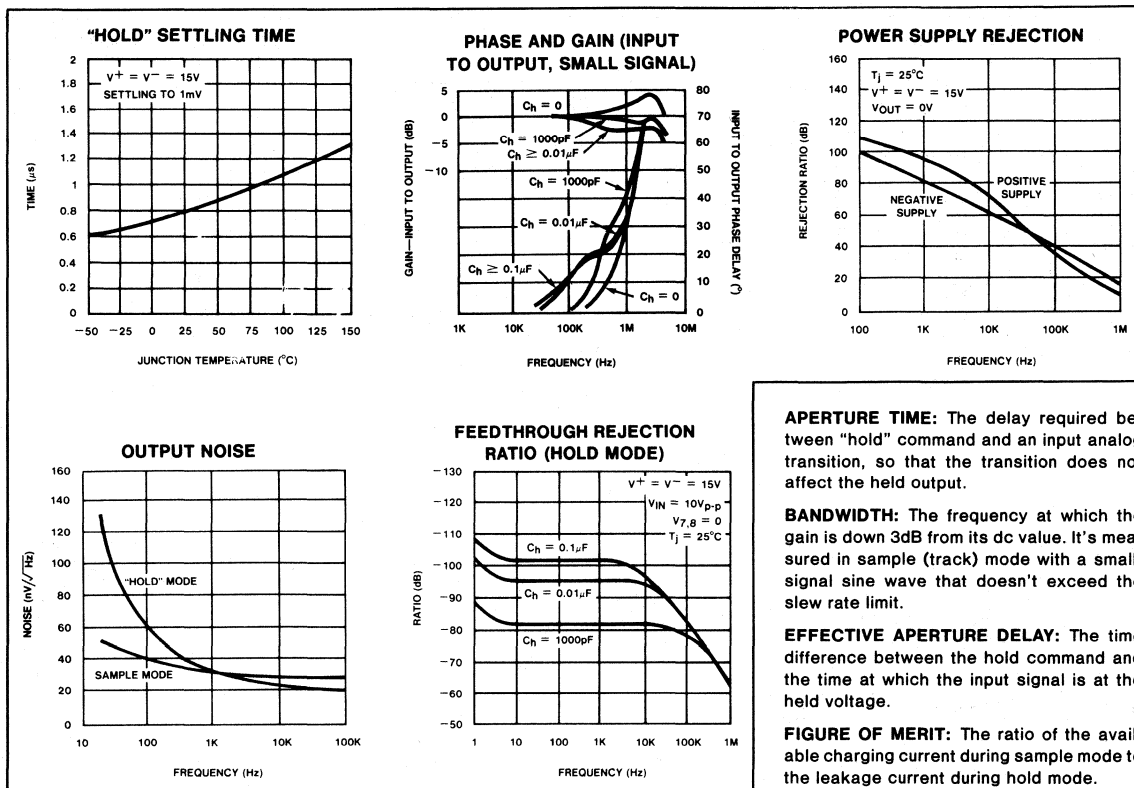 "HOLD" SETTLING TIME
V+ = V− = 15V
SETTLING TO 1mV
TIME (μs)
2
1.8
1.6
1.4
1.2
1
0.8
0.6
0.4
0.2
0
−50 −25 0 25 50 75 100 125 150
JUNCTION TEMPERATURE (°C)
PHASE AND GAIN (INPUT
TO OUTPUT, SMALL SIGNAL)
GAIN—INPUT TO OUTPUT (dB)
5
0
−5
−10
Ch = 0
Ch = 1000pF
Ch ≥ 0.01μF
Ch = 1000pF
Ch = 0.01μF
Ch ≥ 0.1μF
Ch = 0
80
70
60
50
40
30
20
10
0
INPUT TO OUTPUT PHASE DELAY (°)
1K 10K 100K 1M 10M
FREQUENCY (Hz)
POWER SUPPLY REJECTION
Tj = 25°C
V+ = V− = 15V
VOUT = 0V
REJECTION RATIO (dB)
160
140
120
100
80
60
40
20
0
POSITIVE
SUPPLY
NEGATIVE
SUPPLY
100 1K 10K 100K 1M
FREQUENCY (Hz)
OUTPUT NOISE
NOISE (nV/√Hz)
160
140
120
100
80
60
40
20
0
"HOLD" MODE
SAMPLE MODE
10 100 1K 10K 100K
FREQUENCY (Hz)
FEEDTHROUGH REJECTION
RATIO (HOLD MODE)
V+ = V− = 15V
VIN = 10Vp-p
V7,8 = 0
Tj = 25°C
RATIO (dB)
−130
−120
−110
−100
−90
−80
−70
−60
−50
Ch = 0.1μF
Ch = 0.01μF
Ch = 1000pF
1 10 100 1K 10K 100K 1M
FREQUENCY (Hz)
APERTURE TIME: The delay required be
tween "hold" command and an input analog
transition, so that the transition does no
affect the held output.
BANDWIDTH: The frequency at which th
gain is down 3dB from its dc value. It's mea
sured in sample (track) mode with a small
signal sine wave that doesn't exceed the
slew rate limit.
EFFECTIVE APERTURE DELAY: The time
difference between the hold command and
the time at which the input signal is at the
held voltage.
FIGURE OF MERIT: The ratio of the avail
able charging current during sample mode to
the leakage current during hold mode.